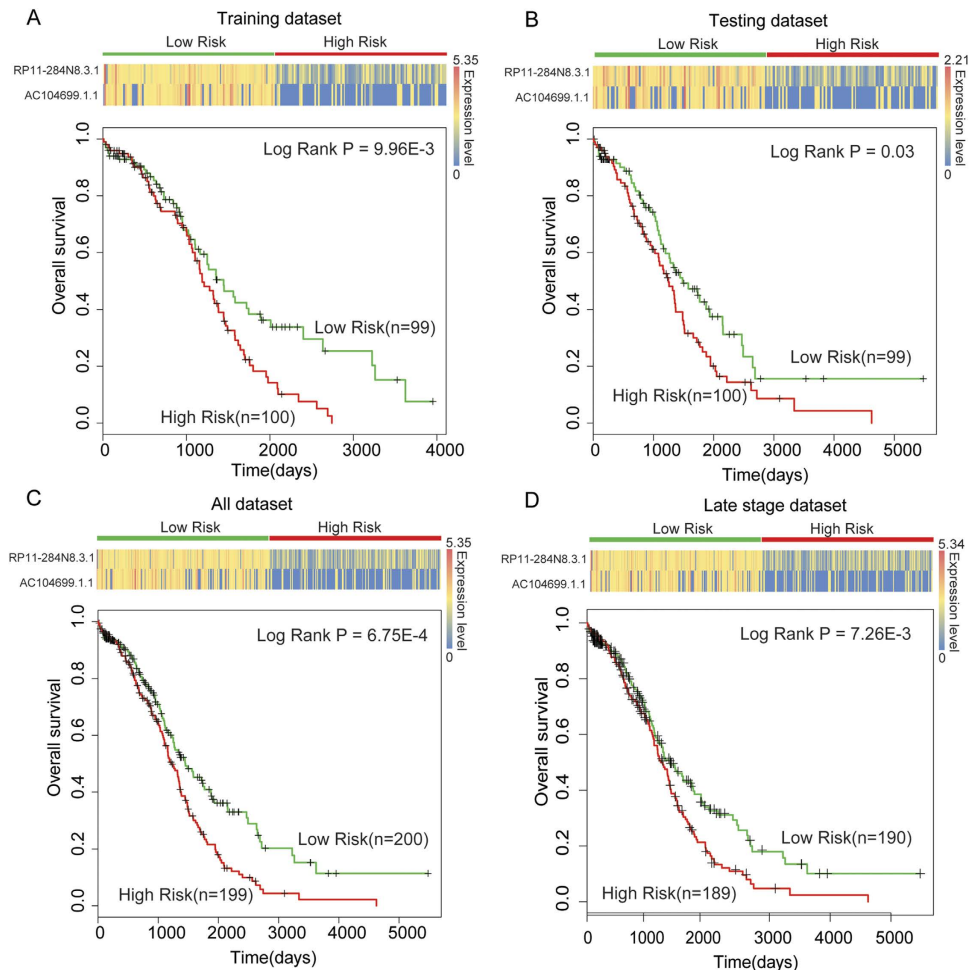 A
Training dataset
Low Risk
High Risk
RP11-284N8.3.1
AC104699.1.1
5.35
Expression level
0
Log Rank P = 9.96E-3
Low Risk(n=99)
High Risk(n=100)
Overall survival
1.0
0.8
0.6
0.4
0.2
0.0
0 1000 2000 3000 4000
Time(days)
B
Testing dataset
Low Risk
High Risk
RP11-284N8.3.1
AC104699.1.1
2.21
Expression level
0
Log Rank P = 0.03
Low Risk(n=99)
High Risk(n=100)
Overall survival
1.0
0.8
0.6
0.4
0.2
0.0
0 1000 2000 3000 4000 5000
Time(days)
C
All dataset
Low Risk
High Risk
RP11-284N8.3.1
AC104699.1.1
5.35
Expression level
0
Log Rank P = 6.75E-4
Low Risk(n=200)
High Risk(n=199)
Overall survival
1.0
0.8
0.6
0.4
0.2
0.0
0 1000 2000 3000 4000 5000
Time(days)
D
Late stage dataset
Low Risk
High Risk
RP11-284N8.3.1
AC104699.1.1
5.34
Expression level
0
Log Rank P = 7.26E-3
Low Risk(n=190)
High Risk(n=189)
Overall survival
1.0
0.8
0.6
0.4
0.2
0.0
0 1000 2000 3000 4000 5000
Time(days)